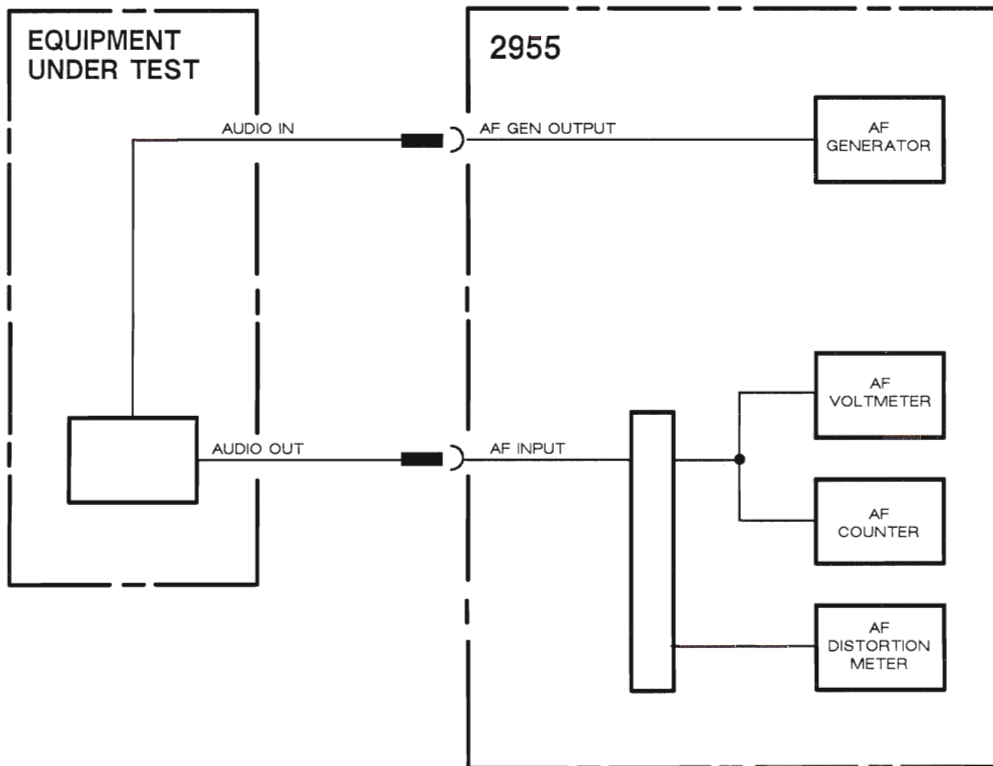 EQUIPMENT
UNDER TEST
2955
AUDIO IN
AF GEN OUTPUT
AF
GENERATOR
AF
VOLTMETER
AUDIO OUT
AF INPUT
AF
COUNTER
AF
DISTORTION
METER